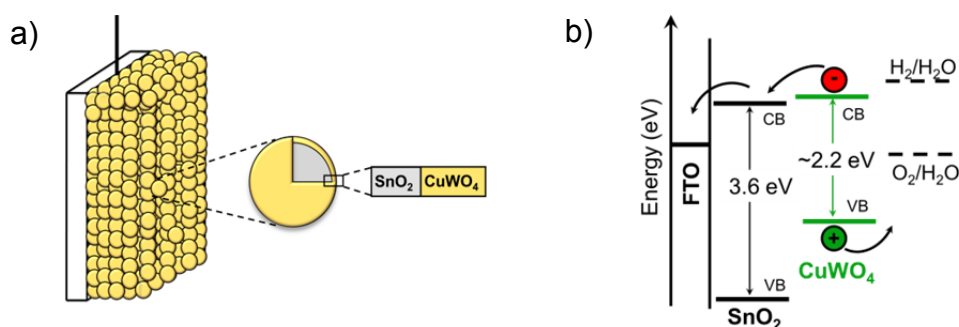 a)
SnO₂ CuWO₄
b)
Energy (eV)
FTO
CB
3.6 eV
VB
SnO₂
-
CB
~2.2 eV
VB
+
CuWO₄
H₂/H₂O
O₂/H₂O